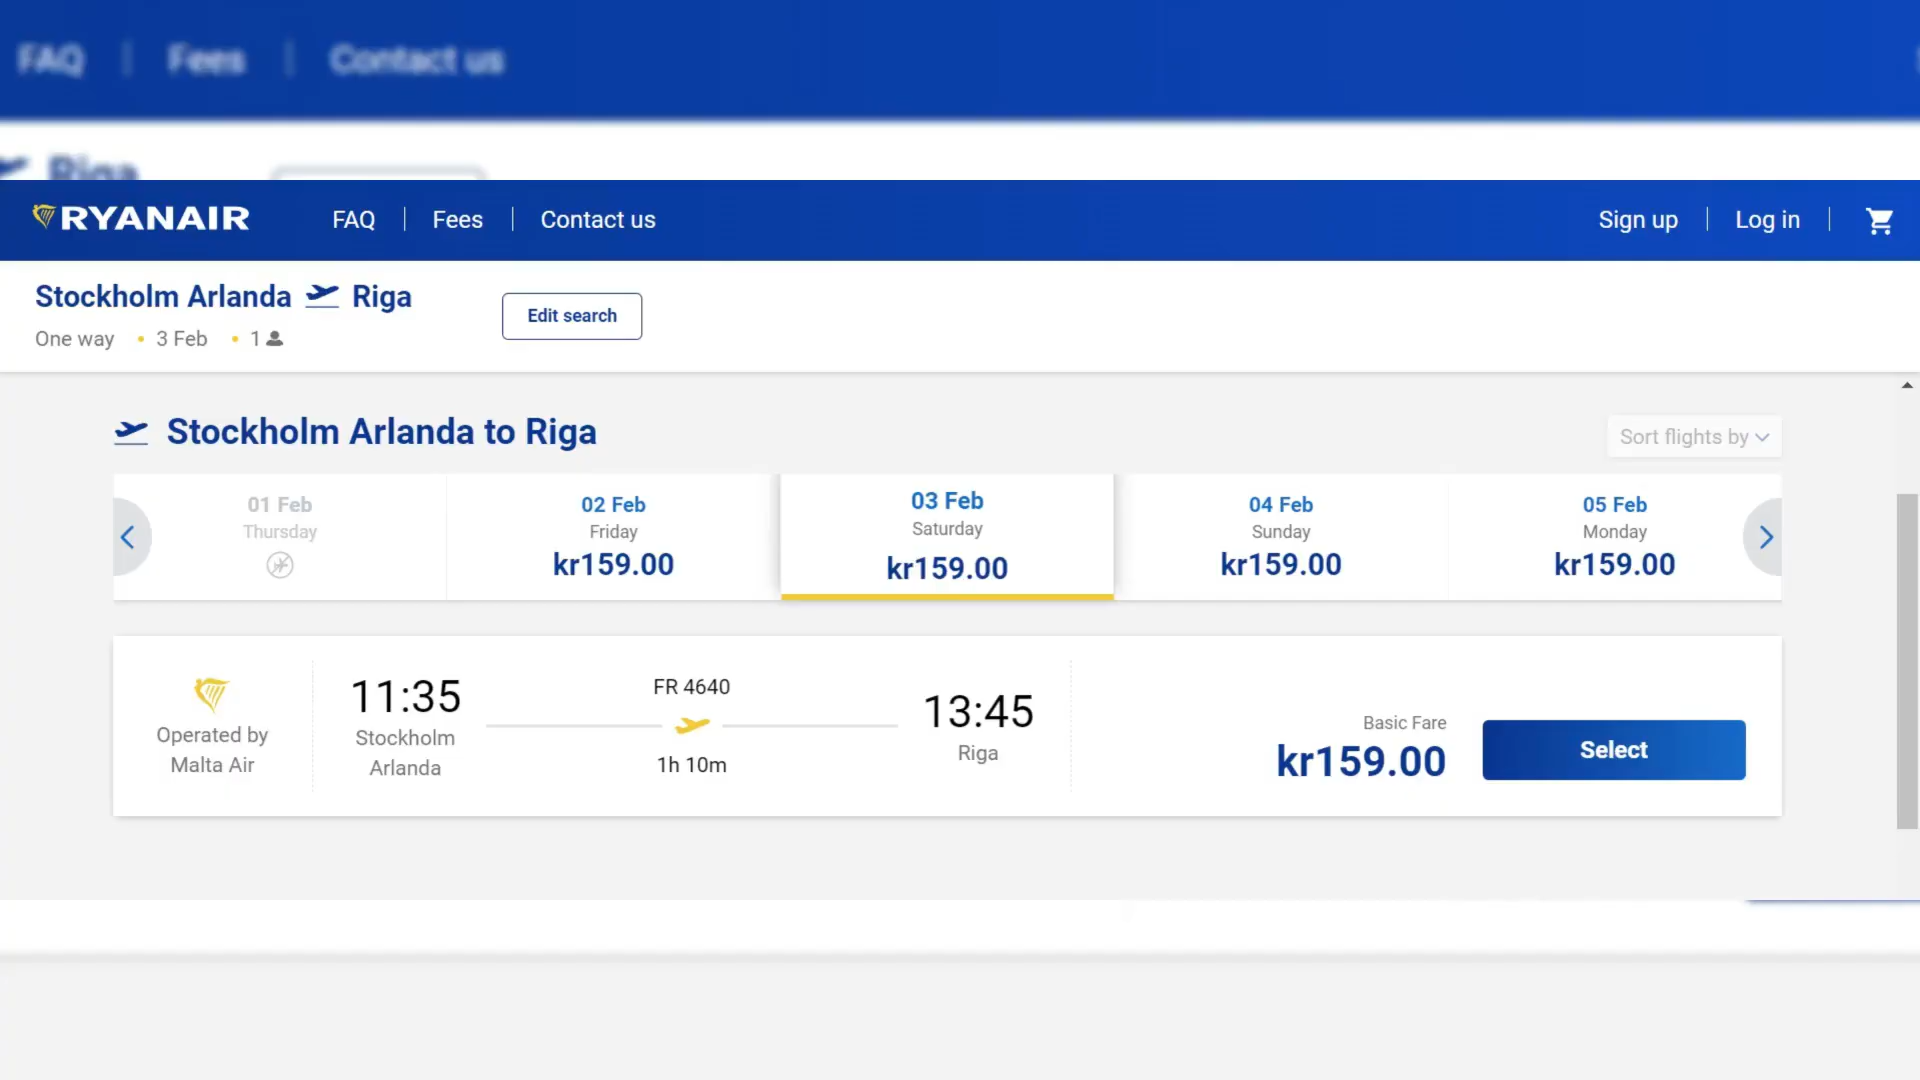 FAQ | Fees | Contact us
Riga
RYANAIR FAQ | Fees | Contact us Sign up | Log in |
Stockholm Arlanda Riga
One way • 3 Feb • 1
Edit search
Stockholm Arlanda to Riga
Sort flights by
01 Feb
Thursday
02 Feb
Friday
kr159.00
03 Feb
Saturday
kr159.00
04 Feb
Sunday
kr159.00
05 Feb
Monday
kr159.00
Operated by
Malta Air
11:35
Stockholm
Arlanda
FR 4640
1h 10m
13:45
Riga
Basic Fare
kr159.00
Select